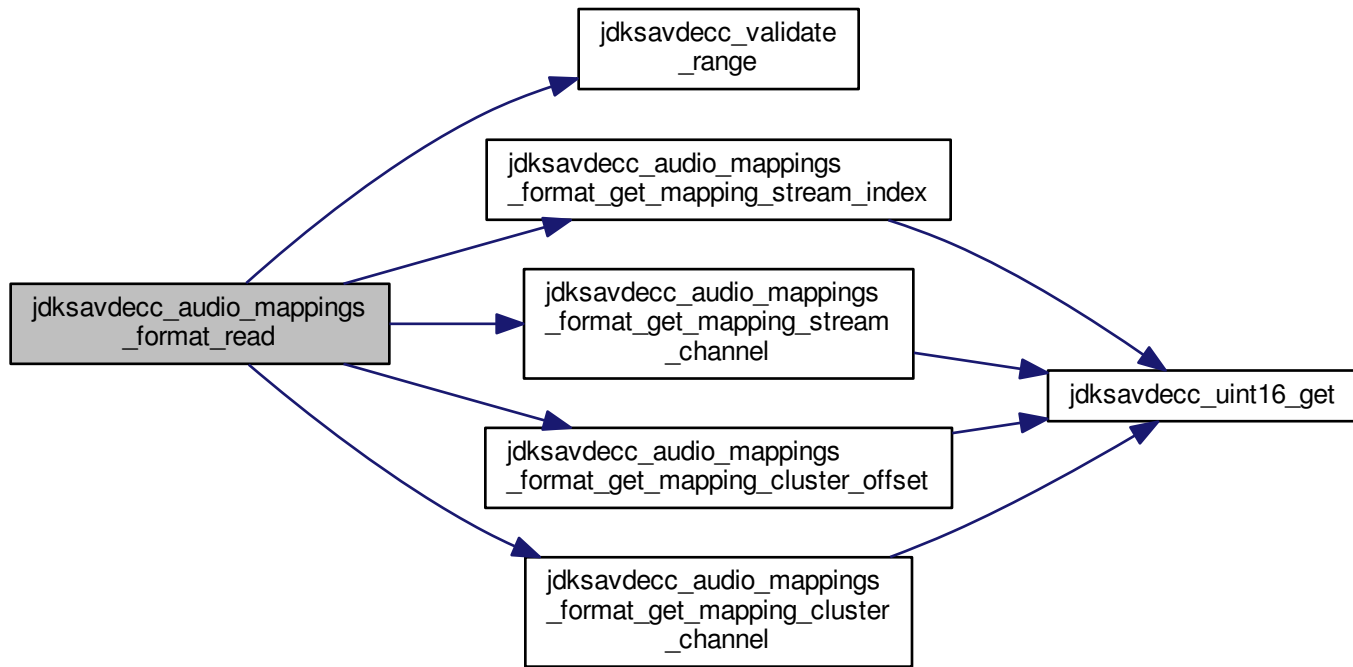 jdksavdecc_validate
_range
jdksavdecc_audio_mappings
_format_get_mapping_stream_index
jdksavdecc_audio_mappings
_format_read
jdksavdecc_audio_mappings
_format_get_mapping_stream
_channel
jdksavdecc_uint16_get
jdksavdecc_audio_mappings
_format_get_mapping_cluster_offset
jdksavdecc_audio_mappings
_format_get_mapping_cluster
_channel